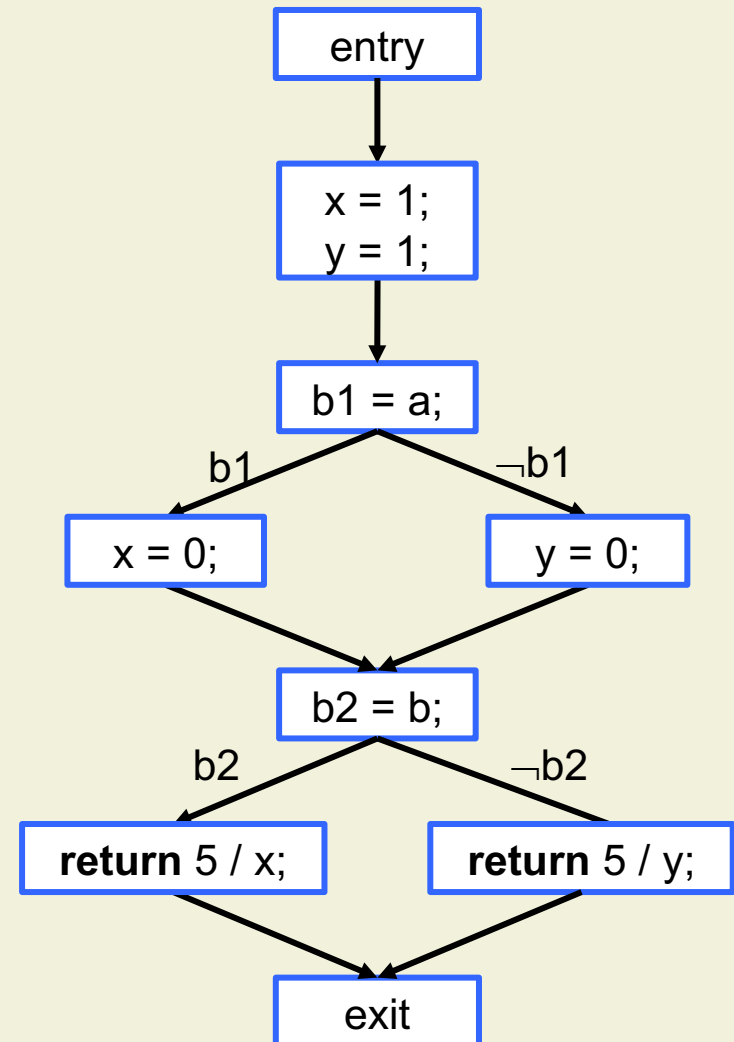 entry
x = 1;
y = 1;
b1 = a;
b1
¬b1
x = 0;
y = 0;
b2 = b;
b2
¬b2
return 5 / x;
return 5 / y;
exit